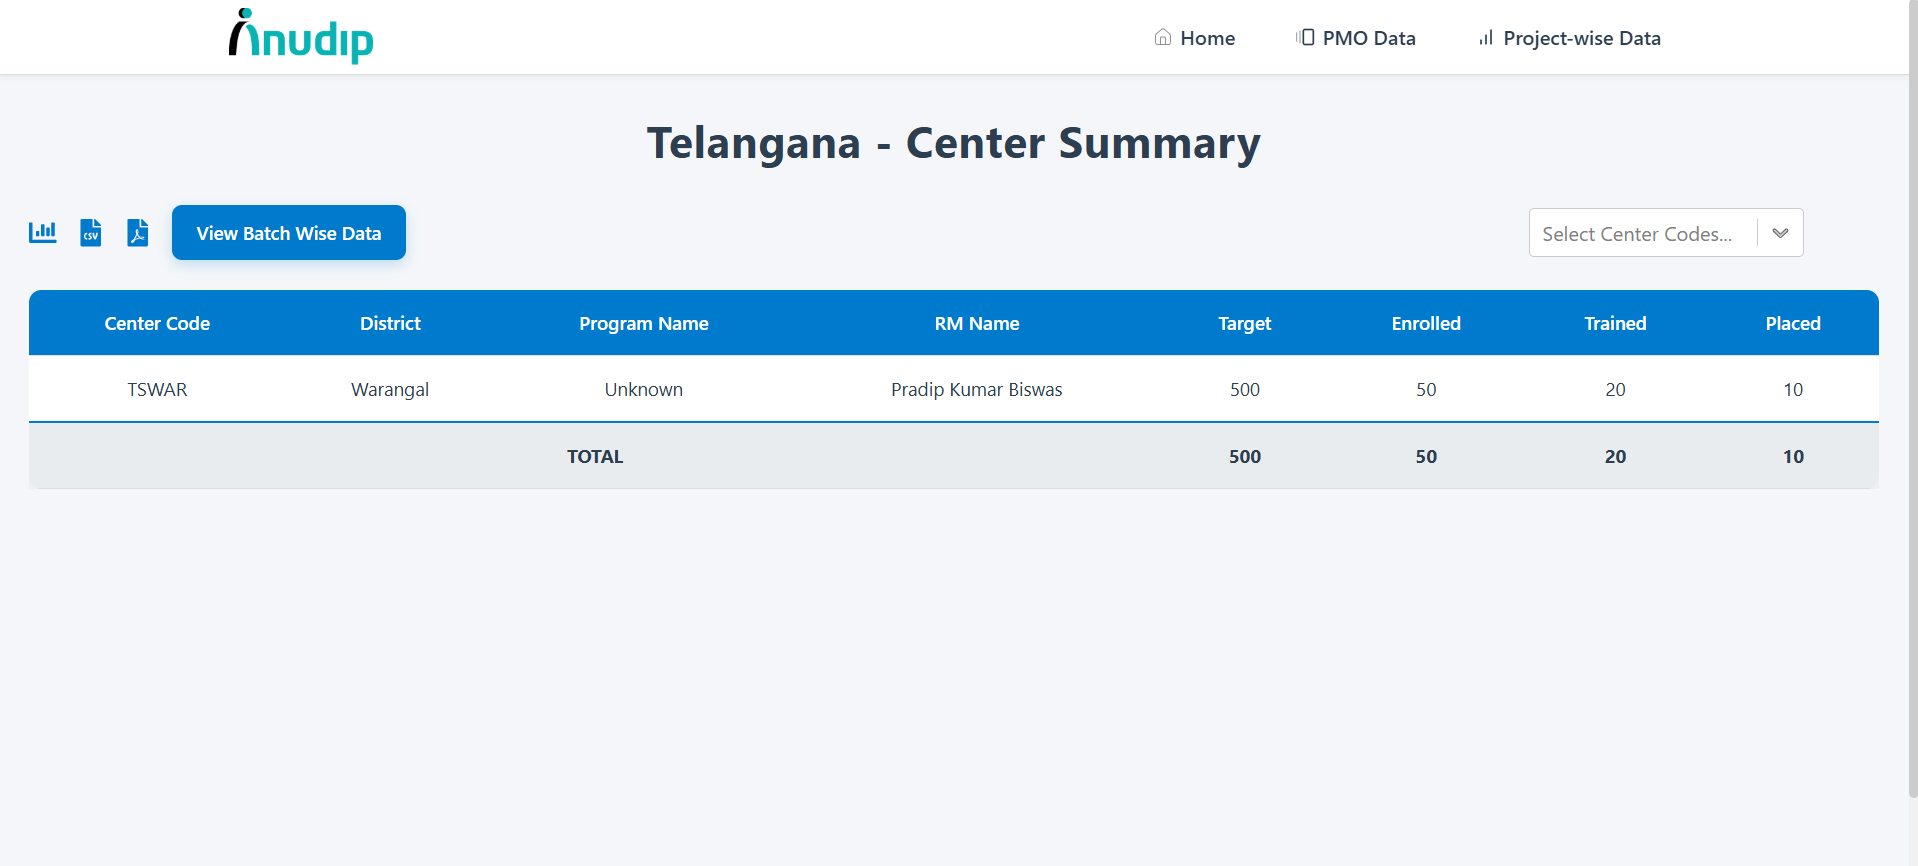 Anudip
Home
PMO Data
Project-wise Data
Telangana - Center Summary
CSV
View Batch Wise Data
Select Center Codes...
Center Code District Program Name RM Name Target Enrolled Trained Placed
TSWAR Warangal Unknown Pradip Kumar Biswas 500 50 20 10
TOTAL 500 50 20 10